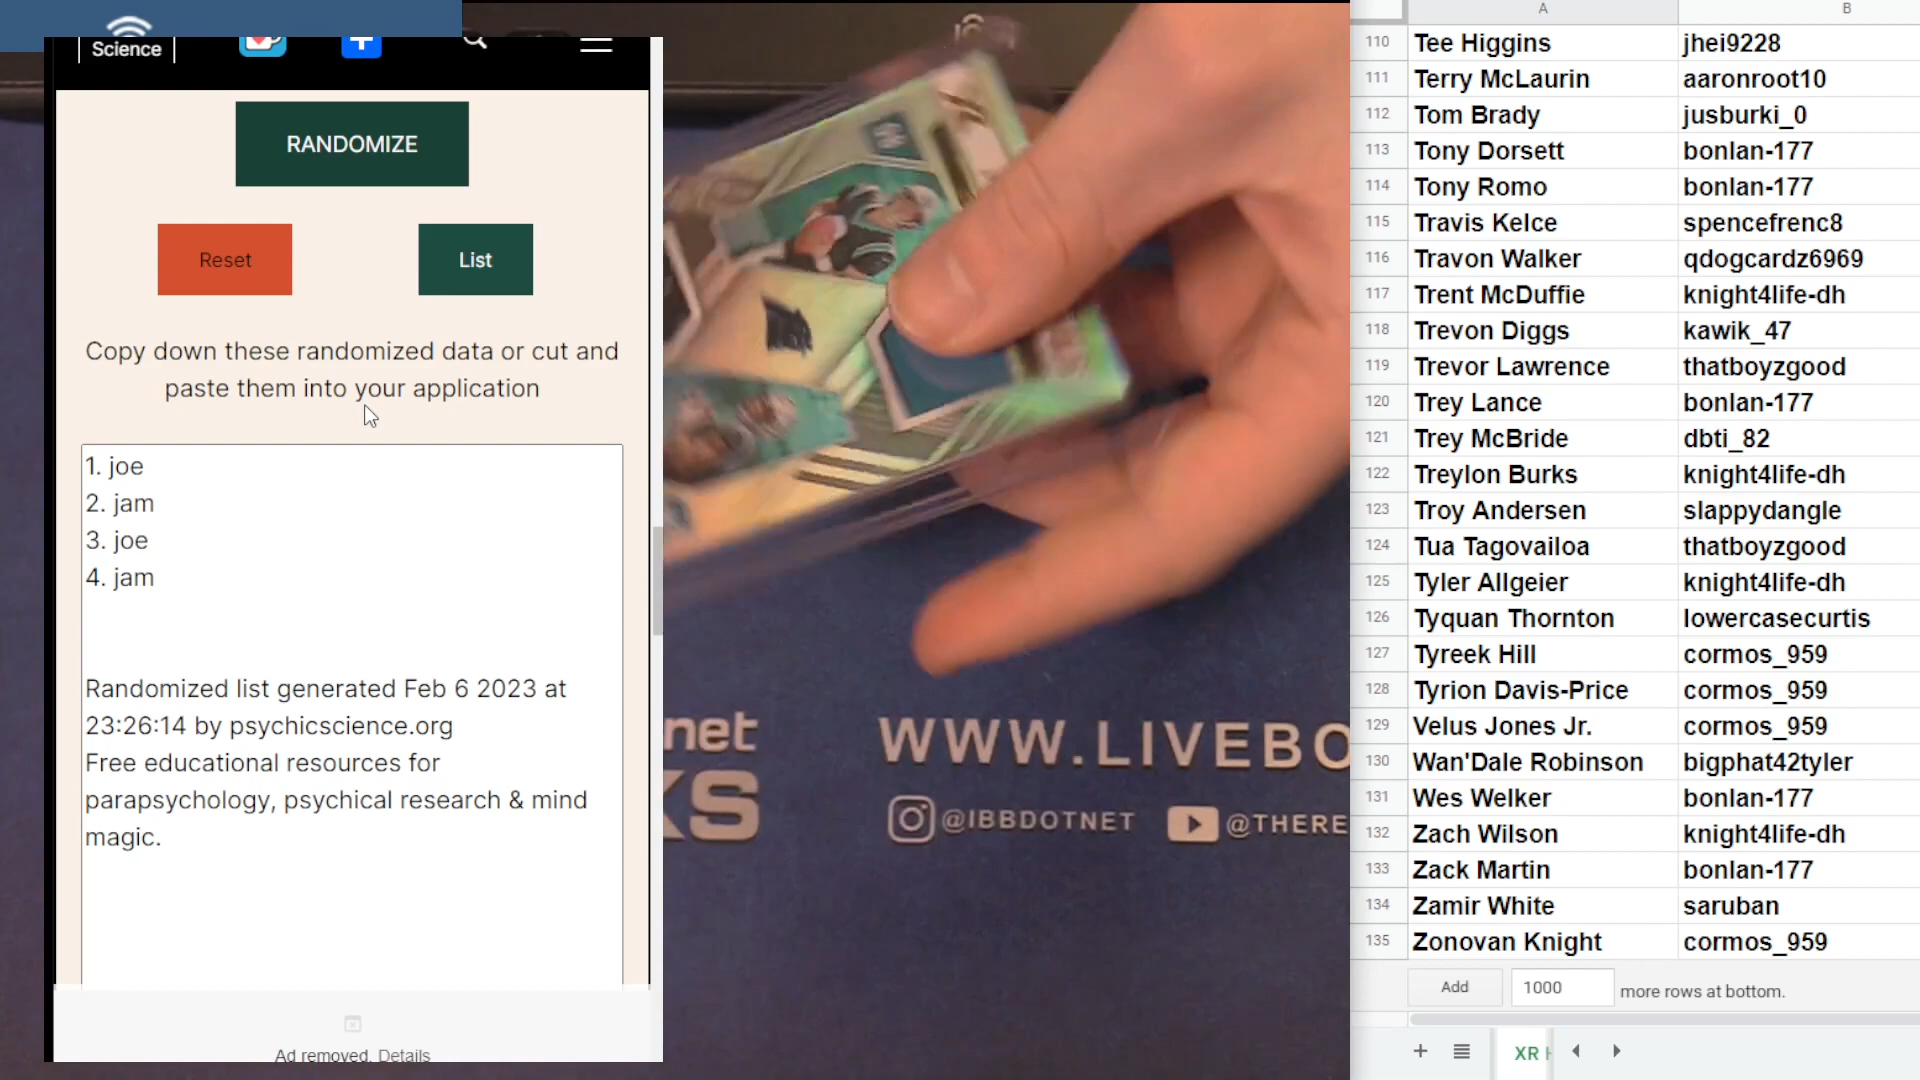 Science
RANDOMIZE
Reset
List
Copy down these randomized data or cut and
paste them into your application
1. joe
2. jam
3. joe
4. jam
Randomized list generated Feb 6 2023 at
23:26:14 by psychicscience.org
Free educational resources for
parapsychology, psychical research & mind
magic.
Ad removed. Details
net
KS
WWW.LIVEBO
@IBBDOTNET
@THERE
A B
110 Tee Higgins jhei9228
111 Terry McLaurin aaronroot10
112 Tom Brady jusburki_0
113 Tony Dorsett bonlan-177
114 Tony Romo bonlan-177
115 Travis Kelce spencefrenc8
116 Travon Walker qdogcardz6969
117 Trent McDuffie knight4life-dh
118 Trevon Diggs kawik_47
119 Trevor Lawrence thatboyzgood
120 Trey Lance bonlan-177
121 Trey McBride dbti_82
122 Treylon Burks knight4life-dh
123 Troy Andersen slappydangle
124 Tua Tagovailoa thatboyzgood
125 Tyler Allgeier knight4life-dh
126 Tyquan Thornton lowercasecurtis
127 Tyreek Hill cormos_959
128 Tyrion Davis-Price cormos_959
129 Velus Jones Jr. cormos_959
130 Wan'Dale Robinson bigphat42tyler
131 Wes Welker bonlan-177
132 Zach Wilson knight4life-dh
133 Zack Martin bonlan-177
134 Zamir White saruban
135 Zonovan Knight cormos_959
Add 1000 more rows at bottom.
XR